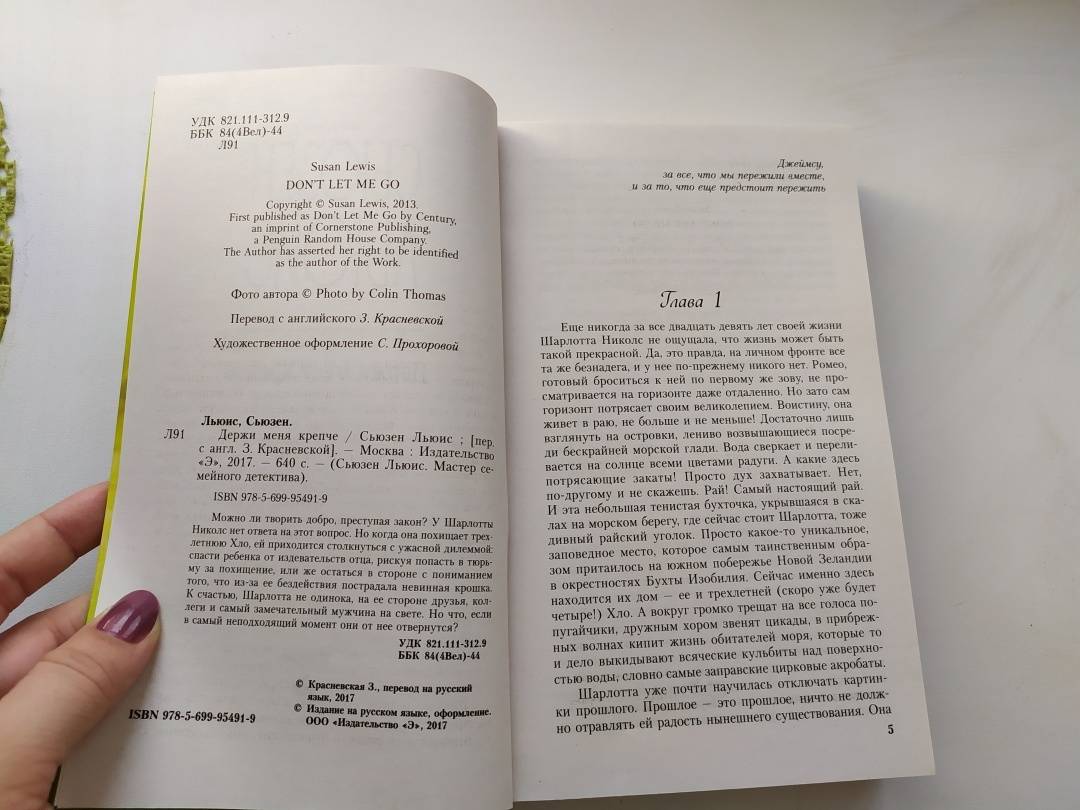 УДК 821.111-312.9
ББК 84(4Вел)-44
Л91
Susan Lewis
DON'T LET ME GO
Copyright © Susan Lewis, 2013.
First published as Don't Let Me Go by Century,
an imprint of Cornerstone Publishing,
a Penguin Random House Company.
The Author has asserted her right to be identified
as the author of the Work.
Фото автора © Photo by Colin Thomas
Перевод с английского З. Красневской
Художественное оформление С. Прохоровой
Льюис, Сьюзен.
Л91 Держи меня крепче / Сьюзен Льюис ; [пер.
с англ. З. Красневской]. – Москва : Издательство
«Э», 2017. – 640 с. – (Сьюзен Льюис. Мастер се-
мейного детектива).
ISBN 978-5-699-95491-9
Можно ли творить добро, преступая закон? У Шарлотты
Николс нет ответа на этот вопрос. Но когда она похищает трех-
летнюю Хло, ей приходится столкнуться с ужасной дилеммой:
спасти ребенка от издевательств отца, рискуя попасть в тюрь-
му за похищение, или же остаться в стороне с пониманием
того, что из-за ее бездействия пострадала невинная крошка.
К счастью, Шарлотта не одинока, на ее стороне друзья, кол-
леги и самый замечательный мужчина на свете. Но что, если
в самый неподходящий момент они от нее отвернутся?
УДК 821.111-312.9
ББК 84(4Вел)-44
© Красневская З., перевод на русский
язык, 2017
© Издание на русском языке, оформление.
ООО «Издательство «Э», 2017
ISBN 978-5-699-95491-9
Джеймсу,
за все, что мы пережили вместе,
и за то, что еще предстоит пережить
Глава 1
Еще никогда за все двадцать девять лет своей жизни
Шарлотта Николс не ощущала, что жизнь может быть
такой прекрасной. Да, это правда, на личном фронте все
та же безнадега, и у нее по-прежнему никого нет. Ромео,
готовый броситься к ней по первому же зову, не про-
сматривается на горизонте даже отдаленно. Но зато сам
горизонт потрясает своим великолепием. Воистину, она
живет в раю, не больше и не меньше! Достаточно лишь
взглянуть на островки, лениво возвышающиеся посре-
ди бескрайней морской глади. Вода сверкает и перели-
вается на солнце всеми цветами радуги. А какие здесь
потрясающие закаты! Просто дух захватывает. Нет,
по-другому и не скажешь. Рай! Самый настоящий рай.
И эта небольшая тенистая бухточка, укрывшаяся в ска-
лах на морском берегу, где сейчас стоит Шарлотта, тоже
дивный райский уголок. Просто какое-то уникальное,
заповедное место, которое самым таинственным обра-
зом притаилось на южном побережье Новой Зеландии
в окрестностях Бухты Изобилия. Сейчас именно здесь
находится их дом – ее и трехлетней (скоро уже будет
четыре!) Хло. А вокруг громко трещат на все голоса по-
пугайчики, дружным хором звенят цикады, в прибреж-
ных волнах кипит жизнь обитателей моря, которые то
и дело выкидывают всяческие кульбиты над поверхно-
стью воды, словно самые заправские цирковые акробаты.
Шарлотта уже почти научилась отключать картин-
ки прошлого. Прошлое – это прошлое, ничто не долж-
но отравлять ей радость нынешнего существования. Она
5